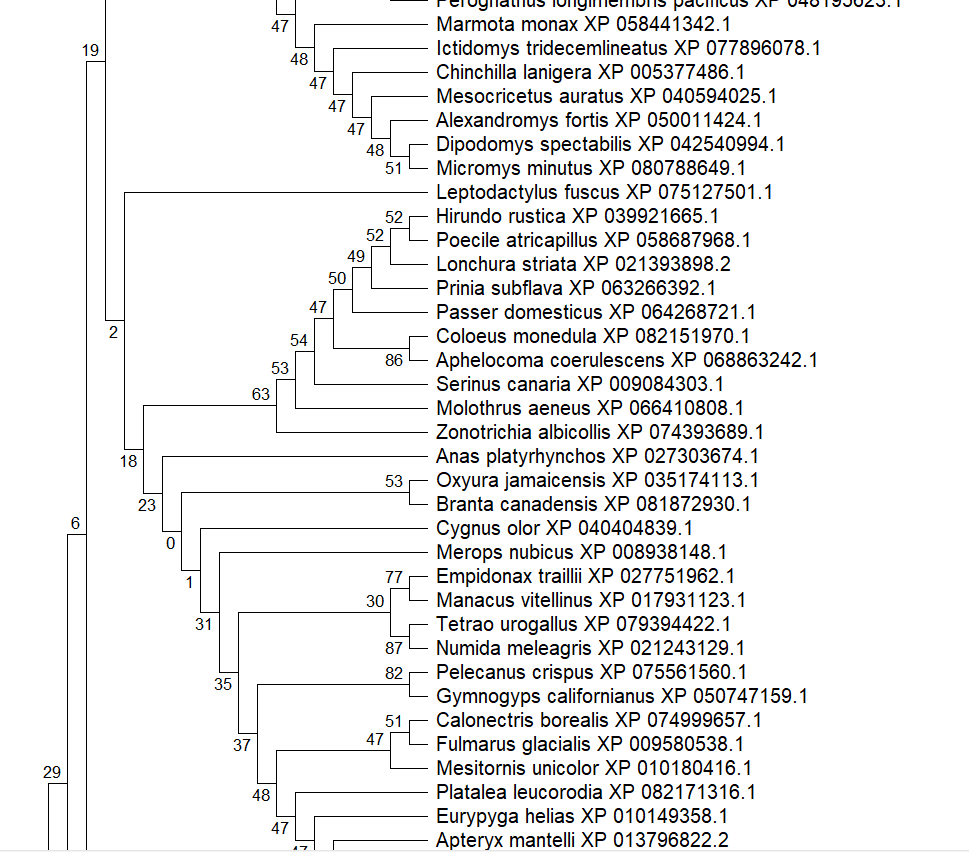 Perognathus longimembris pacificus XP 048195623.1
47
Marmota monax XP 058441342.1
19
Ictidomys tridecemlineatus XP 077896078.1
48
Chinchilla lanigera XP 005377486.1
47
Mesocricetus auratus XP 040594025.1
47
Alexandromys fortis XP 050011424.1
47
Dipodomys spectabilis XP 042540994.1
48
Micromys minutus XP 080788649.1
51
Leptodactylus fuscus XP 075127501.1
52
Hirundo rustica XP 039921665.1
52
Poecile atricapillus XP 058687968.1
49
Lonchura striata XP 021393898.2
50
Prinia subflava XP 063266392.1
47
Passer domesticus XP 064268721.1
2
54
Coloeus monedula XP 082151970.1
86
Aphelocoma coerulescens XP 068863242.1
53
Serinus canaria XP 009084303.1
63
Molothrus aeneus XP 066410808.1
Zonotrichia albicollis XP 074393689.1
18
Anas platyrhynchos XP 027303674.1
53
Oxyura jamaicensis XP 035174113.1
23
Branta canadensis XP 081872930.1
6
Cygnus olor XP 040404839.1
0
Merops nubicus XP 008938148.1
1
77
Empidonax traillii XP 027751962.1
30
Manacus vitellinus XP 017931123.1
31
Tetrao urogallus XP 079394422.1
87
Numida meleagris XP 021243129.1
82
Pelecanus crispus XP 075561560.1
35
Gymnogyps californianus XP 050747159.1
51
Calonectris borealis XP 074999657.1
37
47
Fulmarus glacialis XP 009580538.1
29
Mesitornis unicolor XP 010180416.1
48
Platalea leucorodia XP 082171316.1
Eurypyga helias XP 010149358.1
47
Apteryx mantelli XP 013796822.2
47